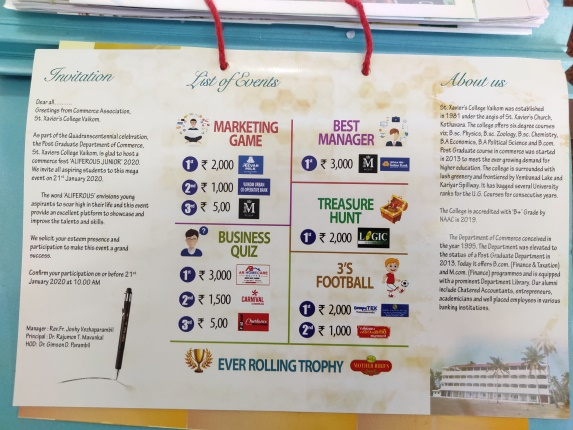 Invitation
Dear all ..........
Greetings from Commerce Association,
St. Xavier's College Vaikom.
As part of the Quadranscentennial celebration,
the Post Graduate Department of Commerce,
St. Xaviers College Vaikom, is glad to host a
commerce fest 'ALIFEROUS JUNIOR' 2020.
We invite all aspiring students to this mega
event on 21st January 2020.
The word 'ALIFEROUS' envisions young
aspirants to soar high in their life and this event
provide an excellent platform to showcase and
improve the talents and skills.
We solicit your esteem presence and
participation to make this event a grand
success.
Confirm your participation on or before 21st
January 2020 at 10.00 AM
Manager : Rev.Fr. Joshy
Principal : Dr. Rajumon T. Mavunkal
HOD: Dr. Gimson D. Parambil
List of Events
MARKETING
GAME
1st ₹ 2,000
2nd ₹ 1,000
3rd ₹ 5,00
BUSINESS
QUIZ
1st ₹ 3,000
2nd ₹ 1,500 CARNIVAL
3rd ₹ 5,00
BEST
MANAGER
1st ₹ 3,000
TREASURE
HUNT
1st ₹ 2,000 LOGIC
3'S
FOOTBALL
1st ₹ 2,000
2nd ₹ 1,000
EVER ROLLING TROPHY
About us
St. Xavier's College Vaikom was established
in 1981 under the aegis of St. Xavier's Church,
Kothavara. The college offers six degree courses
viz; B.sc. Physics, B.sc. Zoology, B.sc. Chemistry,
B.A Economics, B.A Political Science and B.com.
Post Graduate course in commerce was started
in 2013 to meet the ever growing demand for
higher education. The college is surrounded with
lush greenery and frontiered by Vembanad Lake and
Kariyar Spillway. It has bagged several University
ranks for the U.G. Courses for consecutive years.
The College is accredited with 'B+' Grade by
NAAC in 2019.
The Department of Commerce conceived in
the year 1995. The Department was elevated to
the status of a Post Graduate Department in
2013. Today it offers B.com. (Finance & Taxation)
and M.com. (Finance) programmes and is equipped
with a prominent Department Library. Our alumni
include Chartered Accountants, entrepreneurs,
academicians and well placed employees in various
banking institutions.